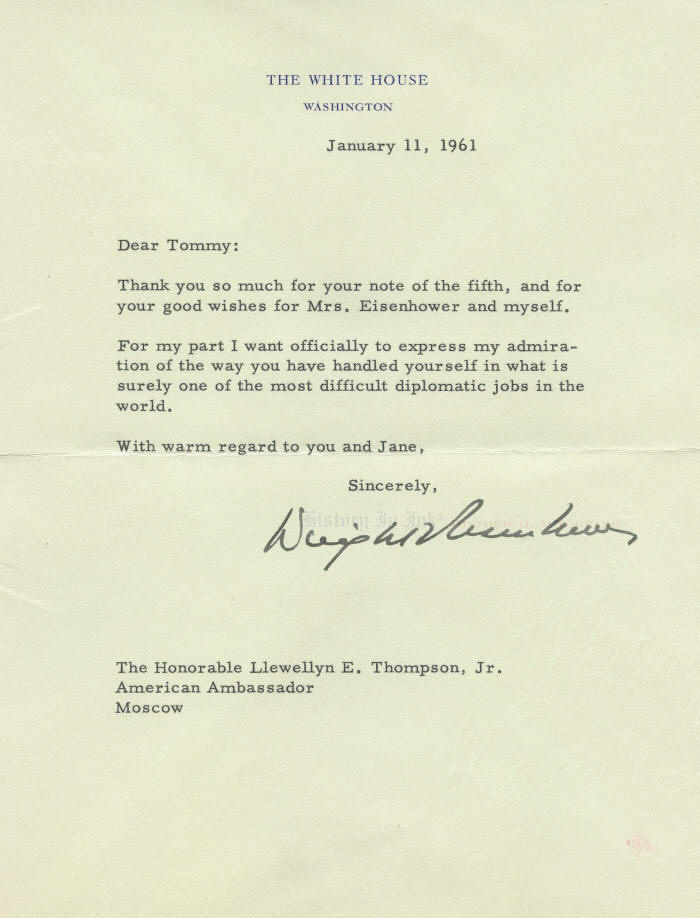 THE WHITE HOUSE
WASHINGTON
January 11, 1961
Dear Tommy:
Thank you so much for your note of the fifth, and for
your good wishes for Mrs. Eisenhower and myself.
For my part I want officially to express my admira-
tion of the way you have handled yourself in what is
surely one of the most difficult diplomatic jobs in the
world.
With warm regard to you and Jane,
Sincerely,
History In Ink
Dwight D Eisenhower
The Honorable Llewellyn E. Thompson, Jr.
American Ambassador
Moscow